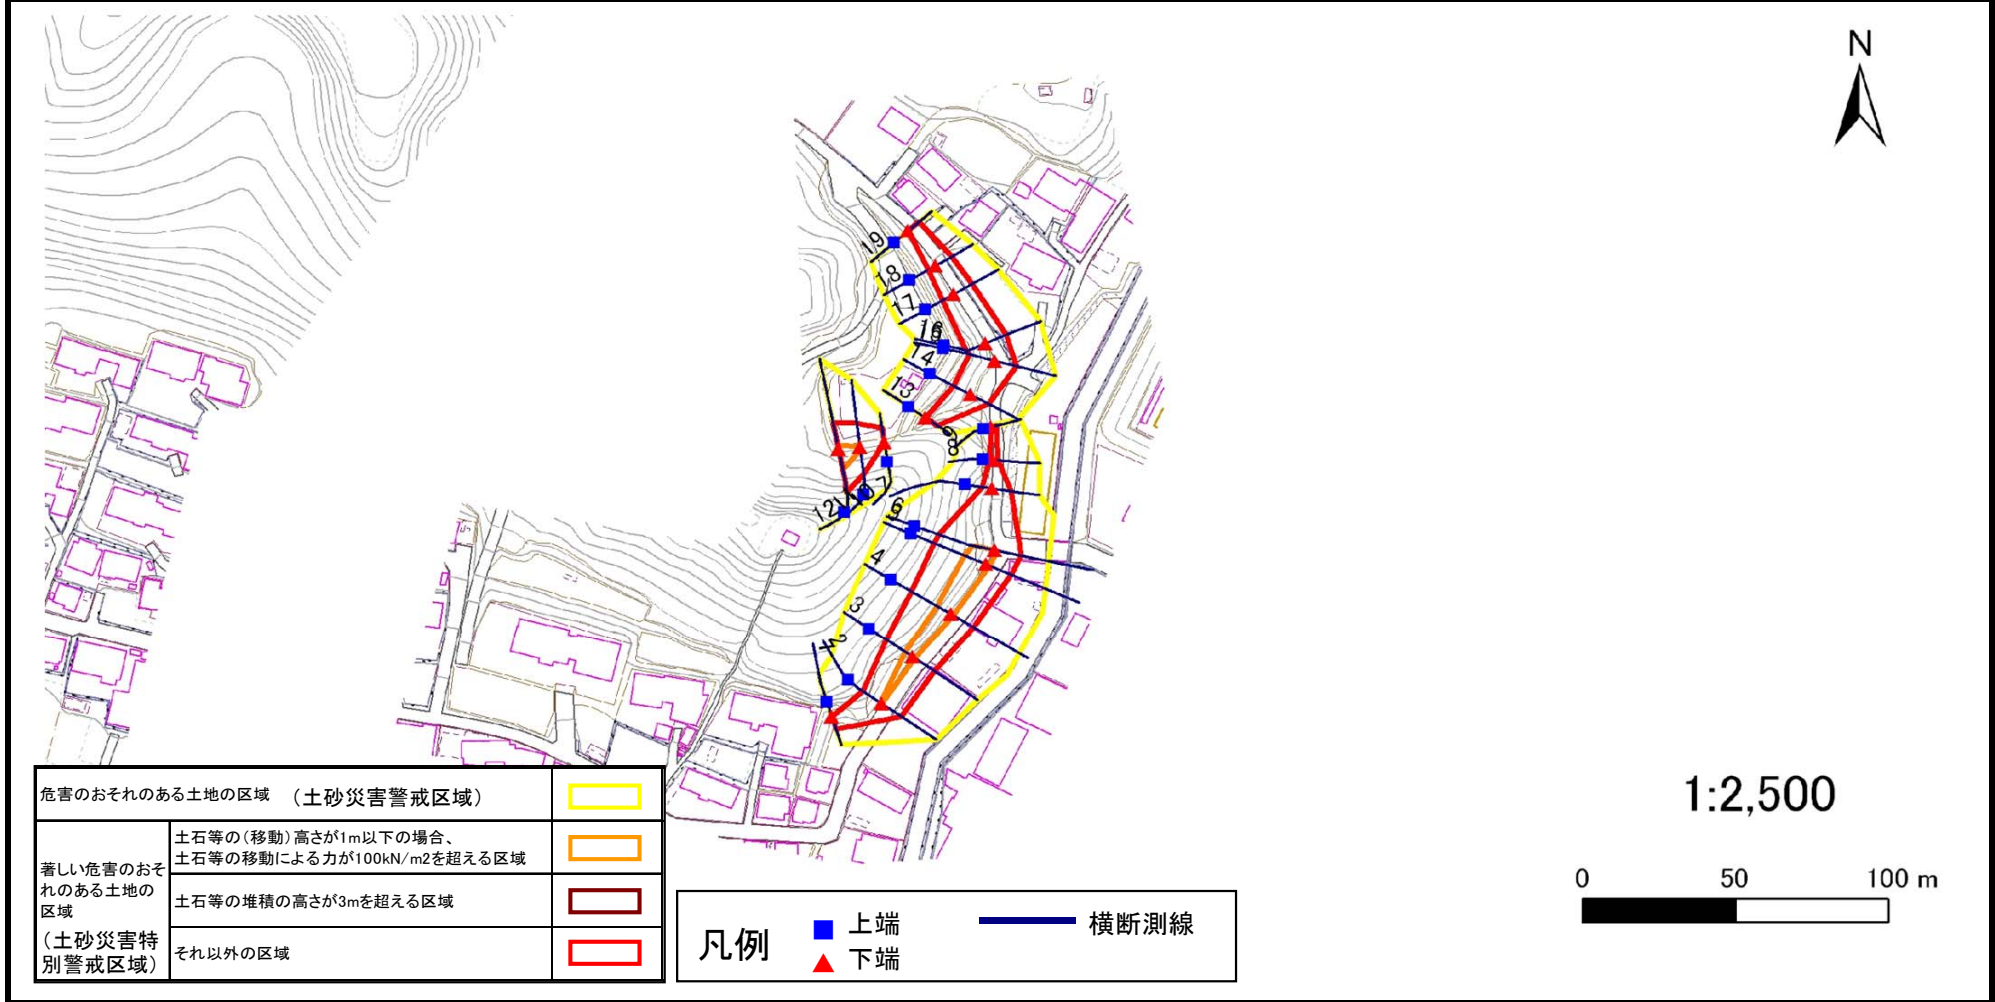 N
19
18
17
16
14
13
9
8
7
6
4
3
2
12
1:2,500
0 50 100 m
危害のおそれのある土地の区域 （土砂災害警戒区域）
著しい危害のおそ
れのある土地の
区域
（土砂災害特
別警戒区域）
土石等の（移動）高さが1m以下の場合、
土石等の移動による力が100kN/m2を超える区域
土石等の堆積の高さが3mを超える区域
それ以外の区域
凡例
上端
下端
横断測線